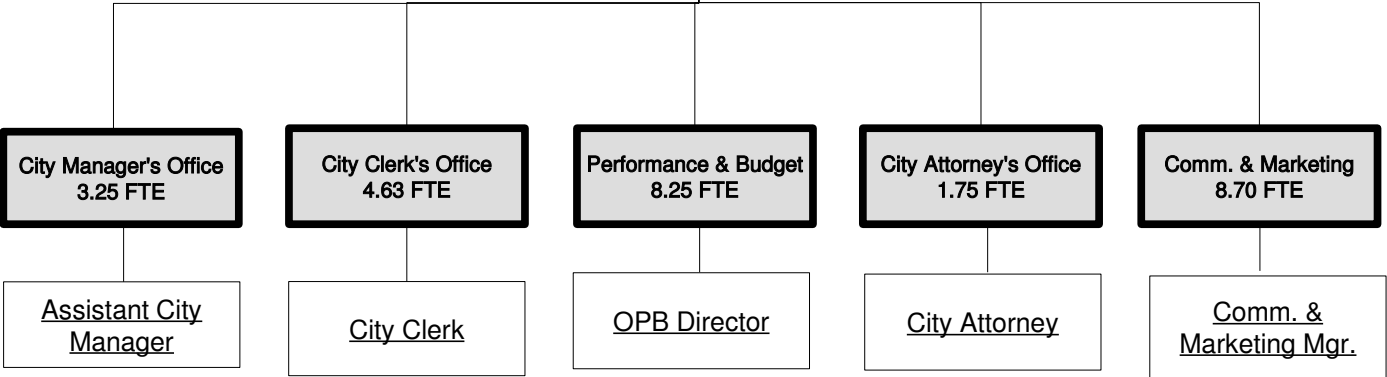 City Manager's Office
3.25 FTE
City Clerk's Office
4.63 FTE
Performance & Budget
8.25 FTE
City Attorney's Office
1.75 FTE
Comm. & Marketing
8.70 FTE
Assistant City
Manager
City Clerk
OPB Director
City Attorney
Comm. &
Marketing Mgr.